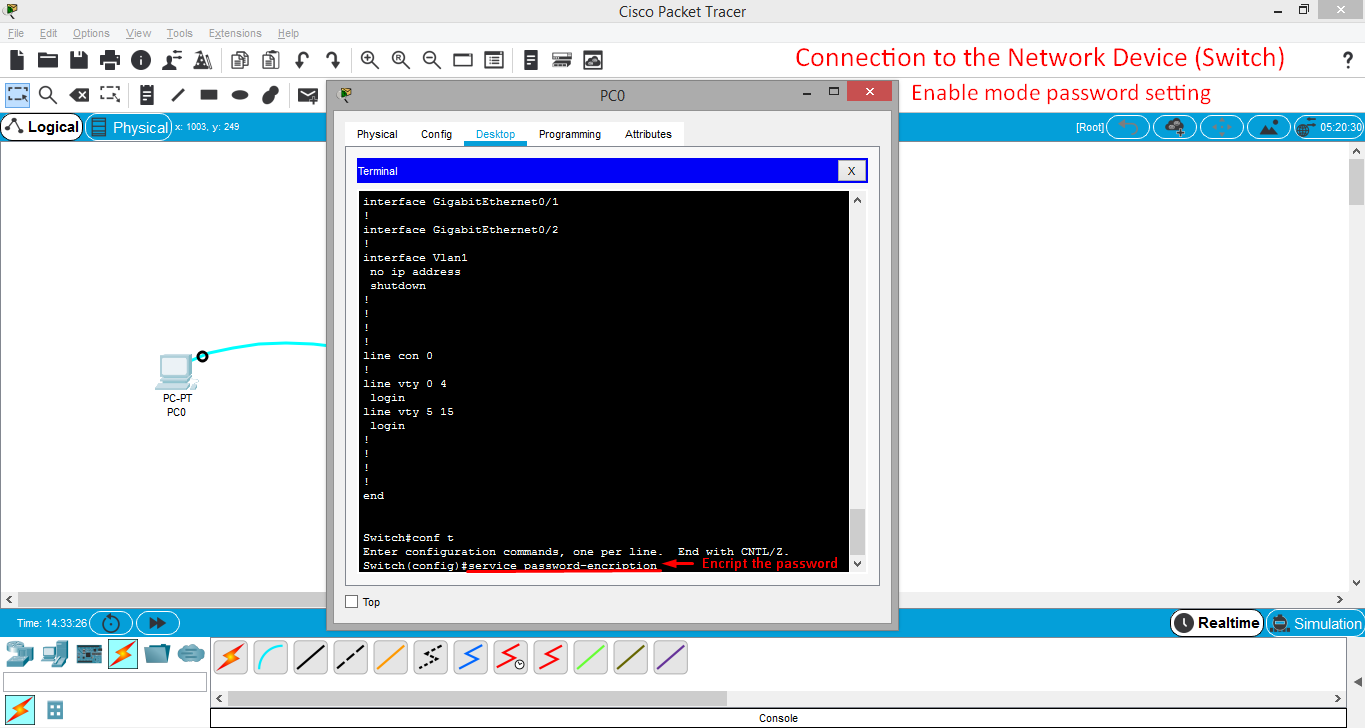 Cisco Packet Tracer
File Edit Options View Tools Extensions Help
Connection to the Network Device (Switch)
?
Enable mode password setting
PC0
Logical
Physical
x: 1003, y: 249
[Root]
05:20:30
Physical Config Desktop Programming Attributes
Terminal
X
interface GigabitEthernet0/1
!
interface GigabitEthernet0/2
!
interface Vlan1
no ip address
shutdown
!
!
!
!
line con 0
!
line vty 0 4
login
line vty 5 15
login
!
!
!
!
end
Switch#conf t
Enter configuration commands, one per line. End with CNTL/Z.
Switch(config)#service password-encription
Encript the password
Top
PC-PT
PC0
Time: 14:33:26
Realtime
Simulation
Console